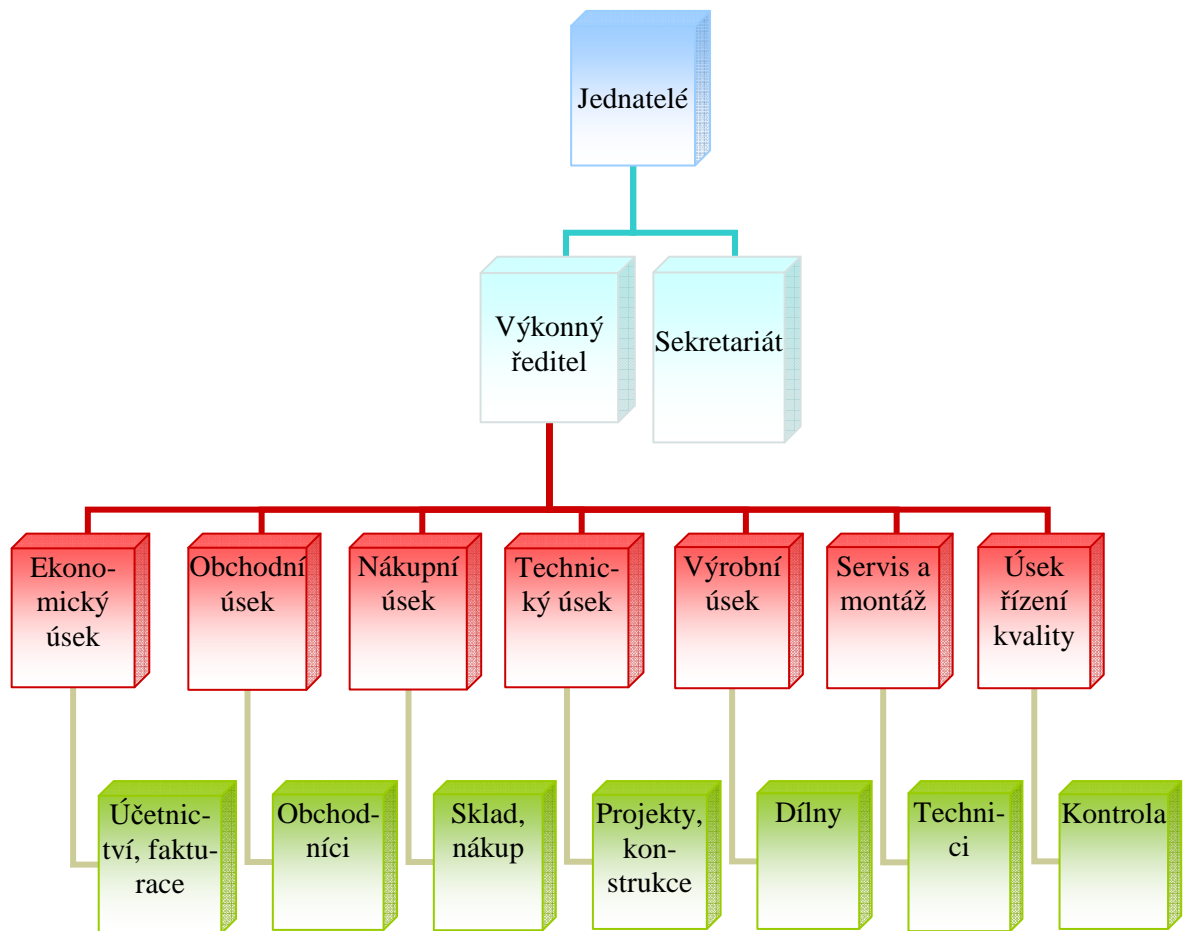 Jednatelé
Výkonný
ředitel
Sekretariát
Ekono-
mický
úsek
Obchodní
úsek
Nákupní
úsek
Technic-
ký úsek
Výrobní
úsek
Servis a
montáž
Úsek
řízení
kvality
Účetnic-
tví, faktu-
race
Obchod-
níci
Sklad,
nákup
Projekty,
kon-
strukce
Dílny
Techni-
ci
Kontrola